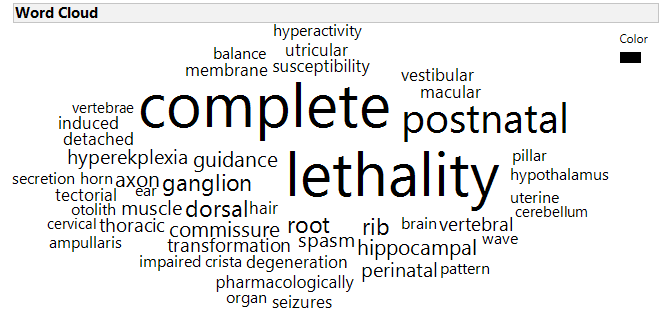 Word Cloud
Color
hyperactivity
balance
utricular
membrane
susceptibility
vestibular
macular
complete
postnatal
vertebrae
induced
detached
lethality
hyperekplexia
guidance
pillar
hypothalamus
secretion
horn
axon
ganglion
ear
tectorial
uterine
otolith
muscle
dorsal
hair
cerebellum
cervical
thoracic
commissure
root
rib
brain
vertebral
ampullaris
transformation
spasm
hippocampal
wave
impaired
crista
degeneration
perinatal
pattern
pharmacologically
organ
seizures